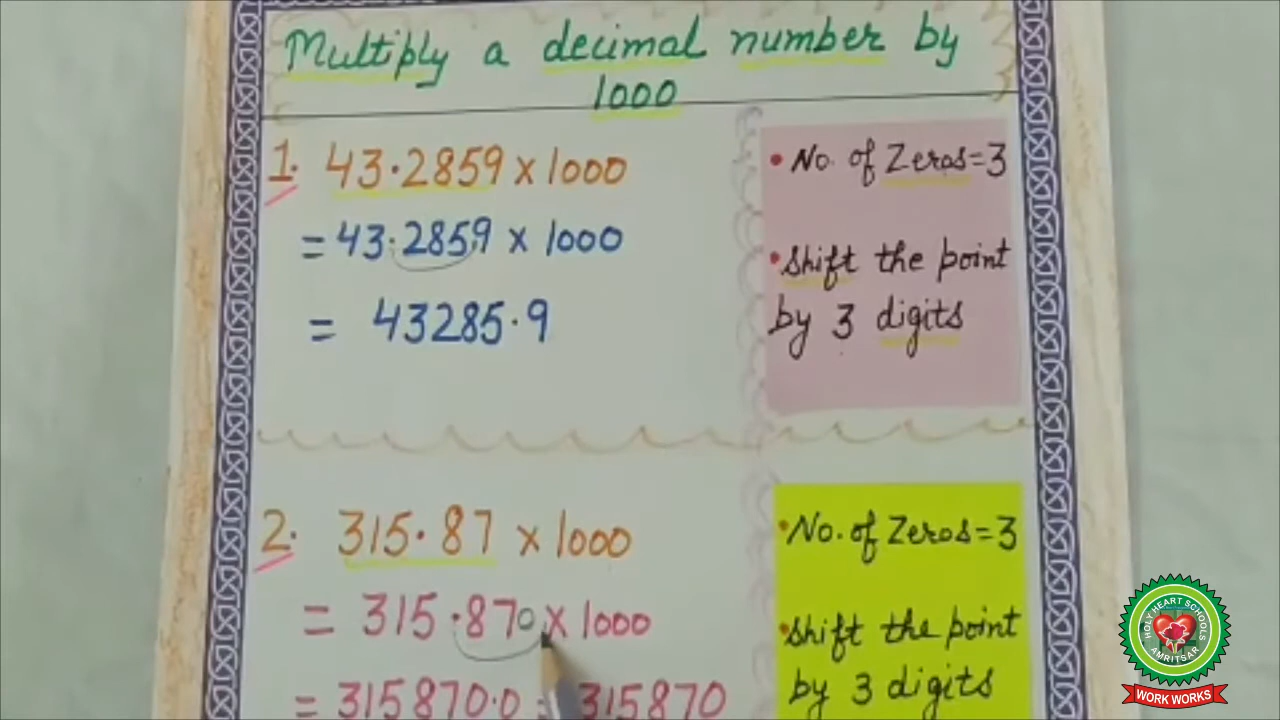 Multiply a decimal number by
1000
1. 43.2859 x 1000
= 43.2859 x 1000
= 43285.9
• No. of Zeros=3
• Shift the point
by 3 digits
2. 315.87 x 1000
= 315.870 x 1000
= 315870.0 = 315870
• No. of Zeros=3
• Shift the point
by 3 digits
HOLY HEART SCHOOLS
AMRITSAR
WORK WORKS